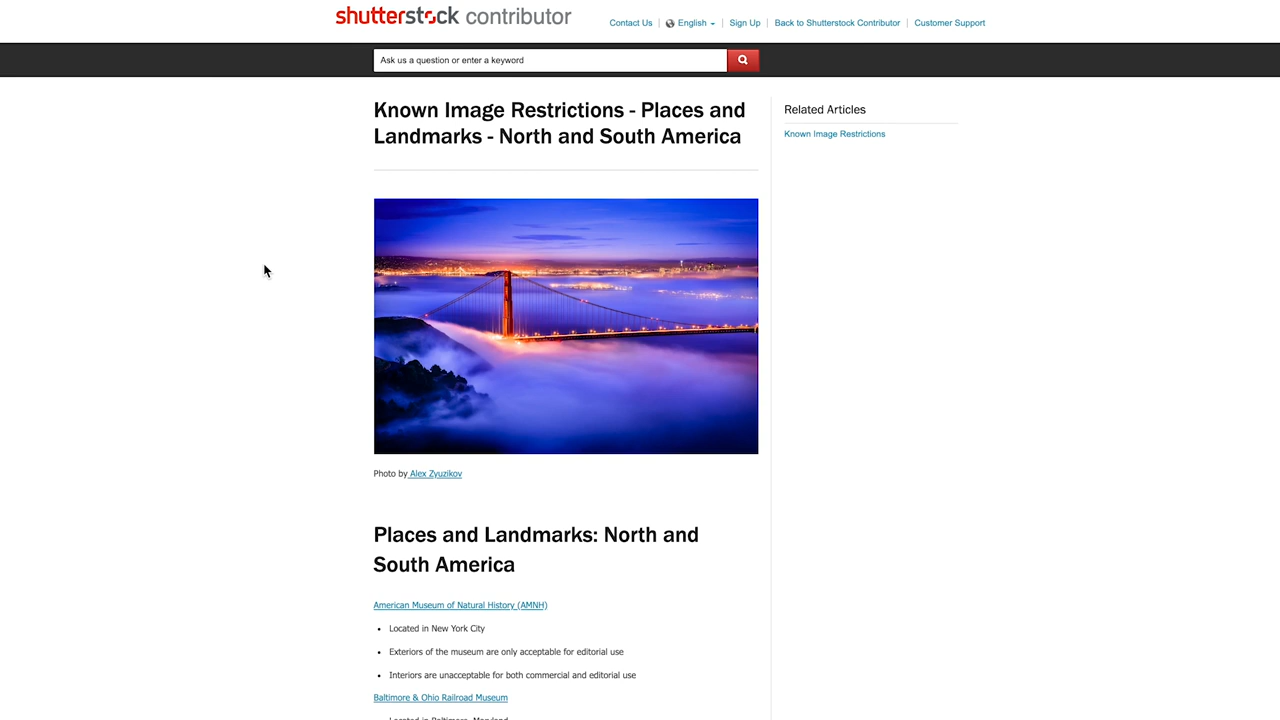 shutterstock contributor
Contact Us | English | Sign Up | Back to Shutterstock Contributor | Customer Support
Ask us a question or enter a keyword
Known Image Restrictions - Places and
Landmarks - North and South America
Related Articles
Known Image Restrictions
Photo by Alex Zyuzikov
Places and Landmarks: North and
South America
American Museum of Natural History (AMNH)
• Located in New York City
• Exteriors of the museum are only acceptable for editorial use
• Interiors are unacceptable for both commercial and editorial use
Baltimore & Ohio Railroad Museum
• Located in Baltimore, Maryland